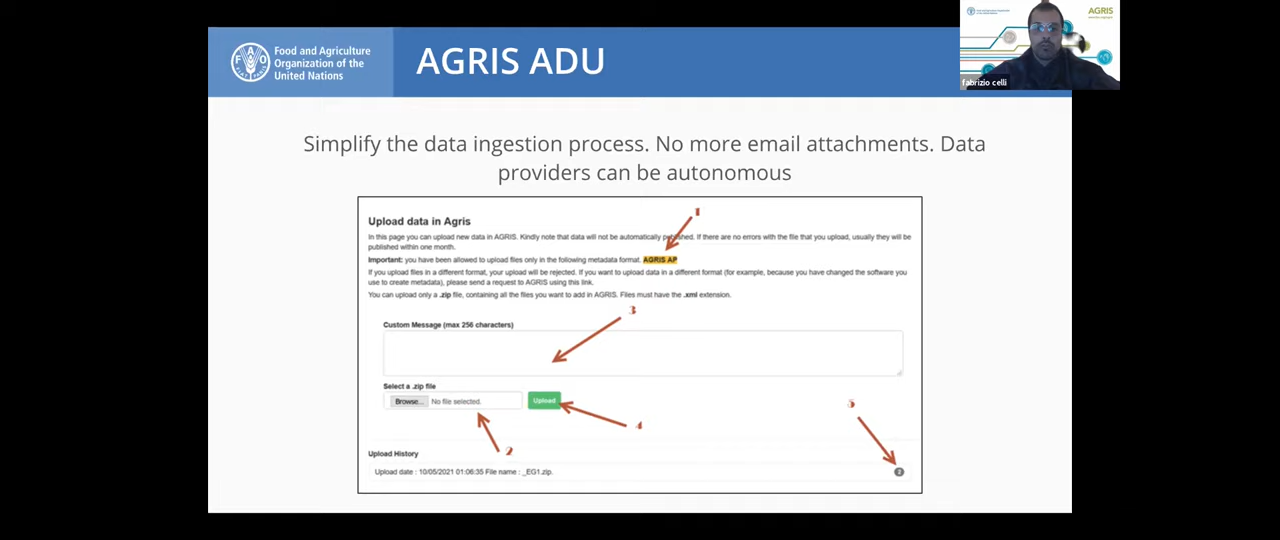 Food and Agriculture
Organization of the
United Nations
AGRIS ADU
AGRIS
fabrizio celli
Simplify the data ingestion process. No more email attachments. Data
providers can be autonomous
1
Upload data in Agris
In this page you can upload new data in AGRIS. Kindly note that data will not be automatically published. If there are no errors with the file that you upload, usually they will be
published within one month.
Important: you have been allowed to upload files only in the following metadata format. AGRIS AP
If you upload files in a different format, your upload will be rejected. If you want to upload data in a different format (for example, because you have changed the software you
use to create metadata), please send a request to AGRIS using this link.
You can upload only a .zip file, containing all the files you want to add in AGRIS. Files must have the .xml extension.
3
Custom Message (max 256 characters)
Select a .zip file
Browse... No file selected.
Upload
5
4
2
Upload History
Upload date : 10/05/2021 01:06:35 File name : _EG1.zip.